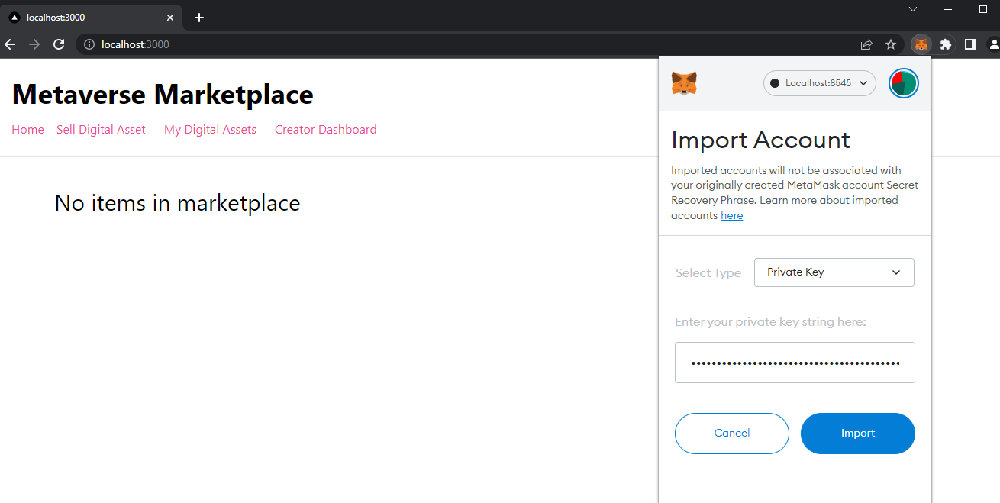 localhost:3000
localhost:3000
Metaverse Marketplace
Home Sell Digital Asset My Digital Assets Creator Dashboard
No items in marketplace
Localhost:8545
Import Account
Imported accounts will not be associated with
your originally created MetaMask account Secret
Recovery Phrase. Learn more about imported
accounts here
Select Type Private Key
Enter your private key string here:
Cancel Import